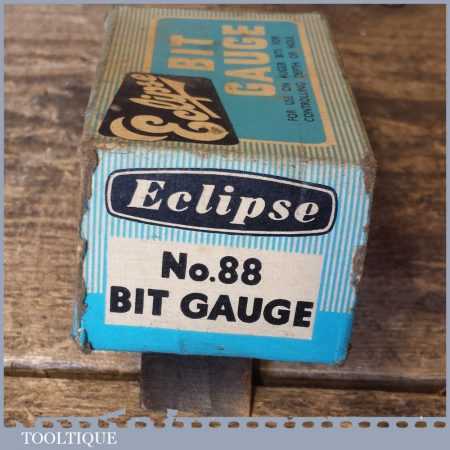 Eclipse
BIT
GAUGE
FOR USE ON AUGER BITS FOR
CONTROLLING DEPTH OF HOLE
Eclipse
No.88
BIT GAUGE
TOOLTIQUE